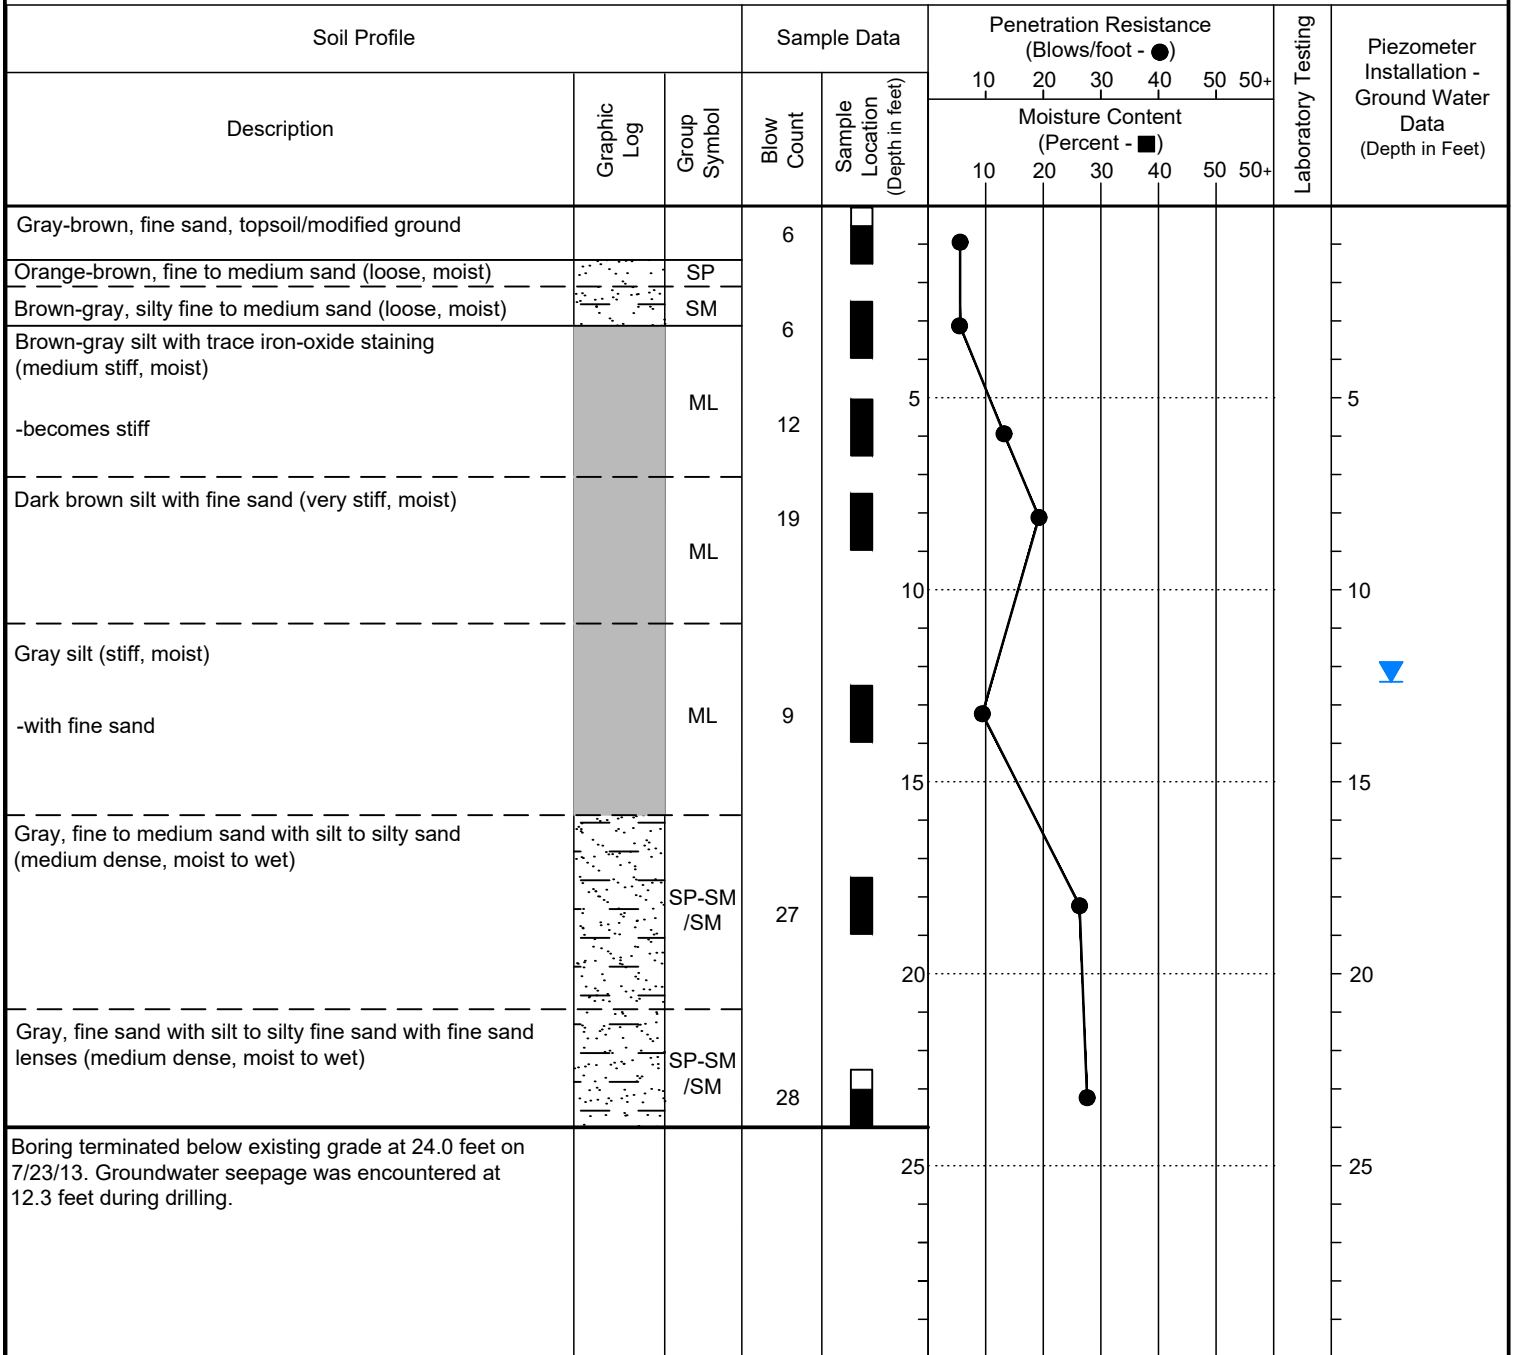 Soil Profile
Sample Data
Penetration Resistance
(Blows/foot - ●)
10 20 30 40 50 50+
Moisture Content
(Percent - ■)
10 20 30 40 50 50+
Laboratory Testing
Piezometer
Installation -
Ground Water
Data
(Depth in Feet)
Description
Graphic
Log
Group
Symbol
Blow
Count
Sample
Location
(Depth in feet)
Gray-brown, fine sand, topsoil/modified ground
6
Orange-brown, fine to medium sand (loose, moist)
SP
Brown-gray, silty fine to medium sand (loose, moist)
SM
6
Brown-gray silt with trace iron-oxide staining
(medium stiff, moist)
-becomes stiff
ML
12
5
5
Dark brown silt with fine sand (very stiff, moist)
ML
19
10
10
Gray silt (stiff, moist)
-with fine sand
ML
9
15
15
Gray, fine to medium sand with silt to silty sand
(medium dense, moist to wet)
SP-SM
/SM
27
20
20
Gray, fine sand with silt to silty fine sand with fine sand
lenses (medium dense, moist to wet)
SP-SM
/SM
28
Boring terminated below existing grade at 24.0 feet on
7/23/13. Groundwater seepage was encountered at
12.3 feet during drilling.
25
25